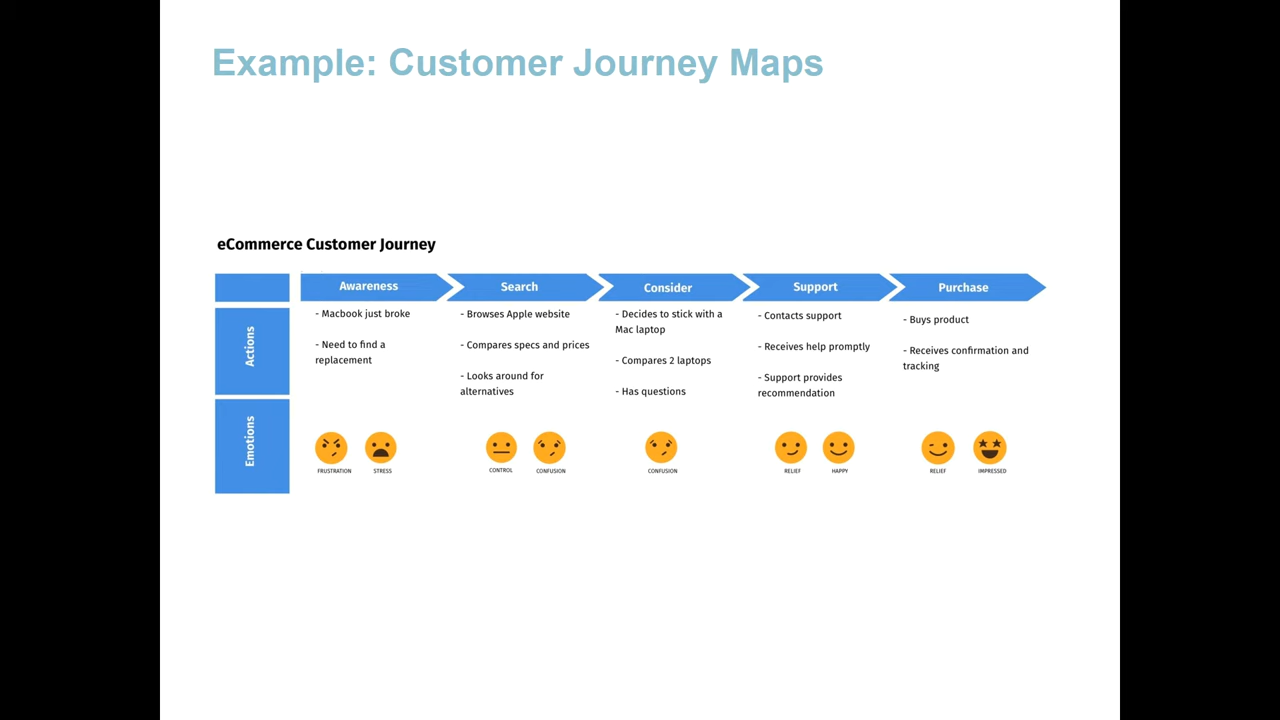 Example: Customer Journey Maps
eCommerce Customer Journey
Awareness
Search
Consider
Support
Purchase
Actions
- Macbook just broke
- Need to find a
replacement
- Browses Apple website
- Compares specs and prices
- Looks around for
alternatives
- Decides to stick with a
Mac laptop
- Compares 2 laptops
- Has questions
- Contacts support
- Receives help promptly
- Support provides
recommendation
- Buys product
- Receives confirmation and
tracking
Emotions
FRUSTRATION
STRESS
CONTROL
CONFUSION
CONFUSION
RELIEF
HAPPY
RELIEF
IMPRESSED